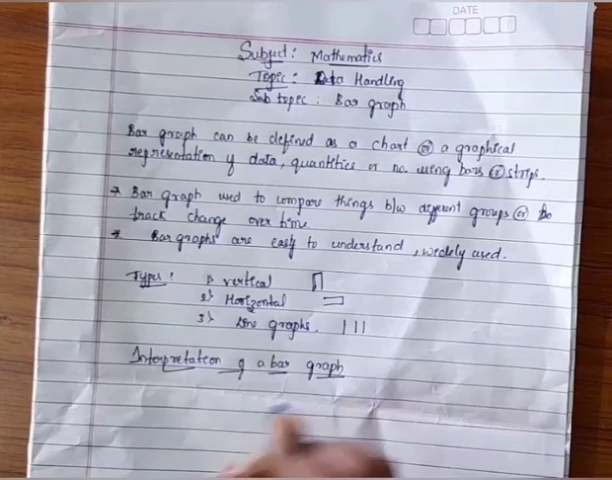 DATE
Subject: Mathematics
Topic: Data Handling
Sub topic: Bar graph
Bar graph can be defined as a chart or a graphical
representation of data, quantities or no. using bars or strips.
→ Bar graph used to compare things b/w different groups or to
track change over time
* Bar graphs are easy to understand, widely used.
Types: 1) vertical
2) Horizontal
3) Line graphs.
Interpretation of a bar graph